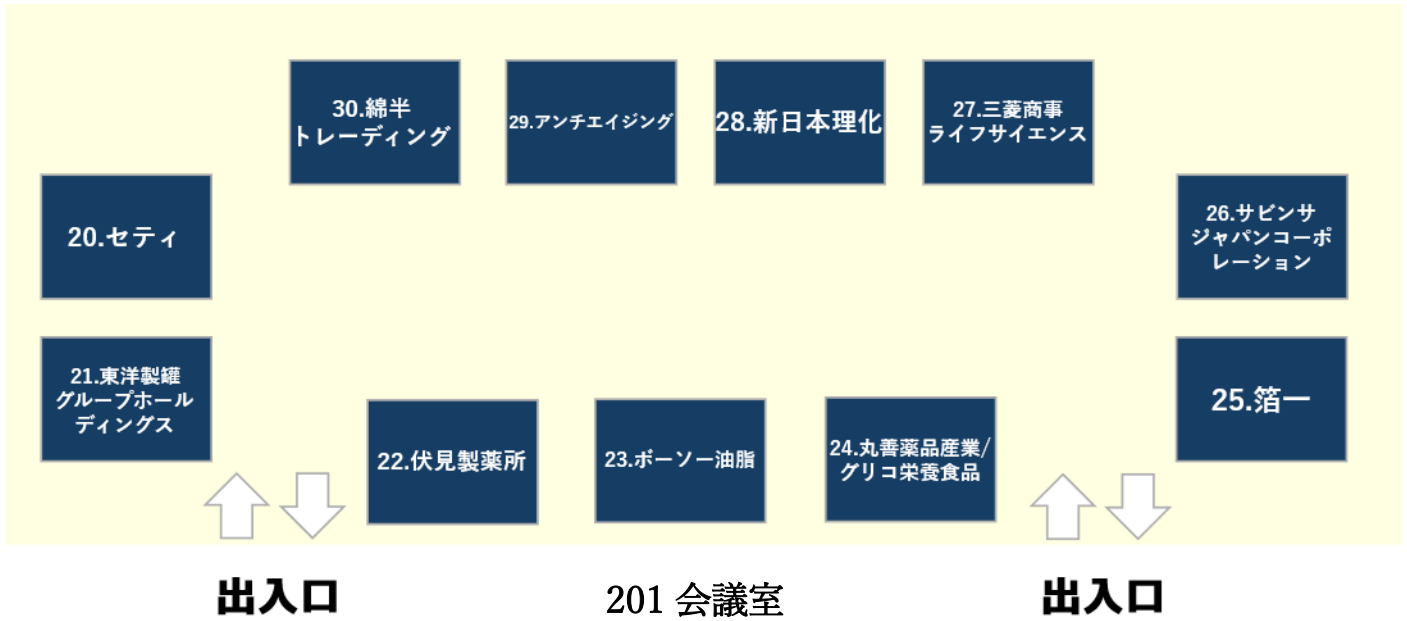 30.綿半
トレーディング
29.アンチエイジング
28.新日本理化
27.三菱商事
ライフサイエンス
20.セティ
26.サビンサ
ジャパンコーポ
レーション
21.東洋製罐
グループホール
ディングス
25.箔一
22.伏見製薬所
23.ボーソー油脂
24.丸善薬品産業/
グリコ栄養食品
出入口
201 会議室
出入口